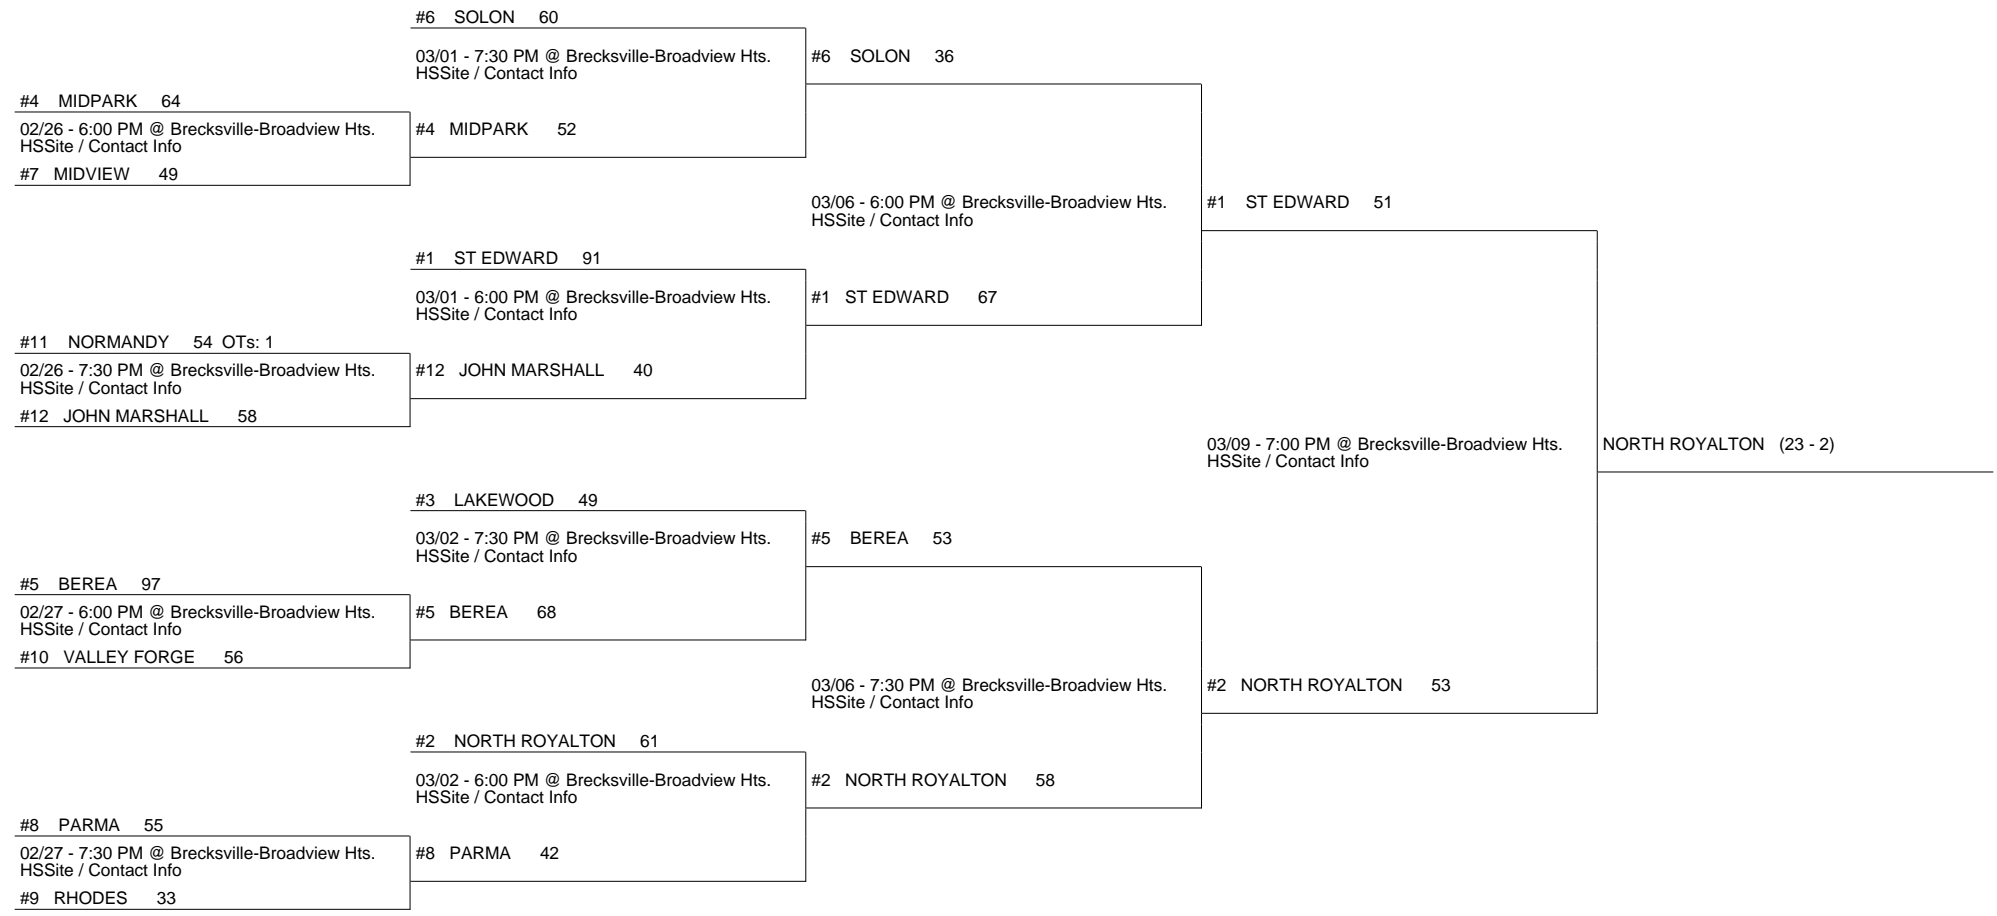 #6 SOLON 60
03/01 - 7:30 PM @ Brecksville-Broadview Hts.
HSSite / Contact Info
#6 SOLON 36
#4 MIDPARK 64
02/26 - 6:00 PM @ Brecksville-Broadview Hts.
HSSite / Contact Info
#4 MIDPARK 52
#7 MIDVIEW 49
03/06 - 6:00 PM @ Brecksville-Broadview Hts.
HSSite / Contact Info
#1 ST EDWARD 51
#1 ST EDWARD 91
03/01 - 6:00 PM @ Brecksville-Broadview Hts.
HSSite / Contact Info
#1 ST EDWARD 67
#11 NORMANDY 54 OTs: 1
02/26 - 7:30 PM @ Brecksville-Broadview Hts.
HSSite / Contact Info
#12 JOHN MARSHALL 40
#12 JOHN MARSHALL 58
03/09 - 7:00 PM @ Brecksville-Broadview Hts.
HSSite / Contact Info
NORTH ROYALTON (23 - 2)
#3 LAKEWOOD 49
03/02 - 7:30 PM @ Brecksville-Broadview Hts.
HSSite / Contact Info
#5 BEREA 53
#5 BEREA 97
02/27 - 6:00 PM @ Brecksville-Broadview Hts.
HSSite / Contact Info
#5 BEREA 68
#10 VALLEY FORGE 56
03/06 - 7:30 PM @ Brecksville-Broadview Hts.
HSSite / Contact Info
#2 NORTH ROYALTON 53
#2 NORTH ROYALTON 61
03/02 - 6:00 PM @ Brecksville-Broadview Hts.
HSSite / Contact Info
#2 NORTH ROYALTON 58
#8 PARMA 55
02/27 - 7:30 PM @ Brecksville-Broadview Hts.
HSSite / Contact Info
#8 PARMA 42
#9 RHODES 33